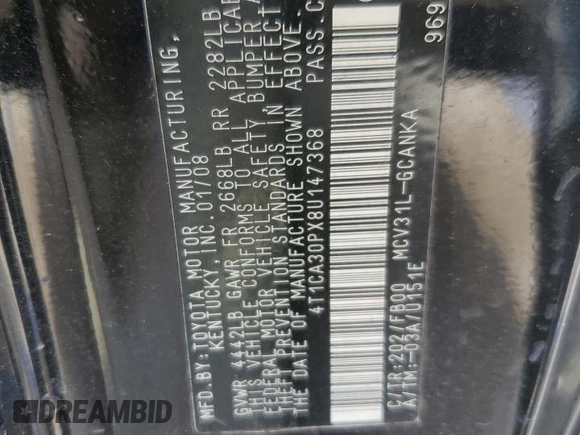 MFD BY: TOYOTA MOTOR MANUFACTURING,
KENTUCKY, INC. 01/08
GVWR 4442LB GAWR FR 2668LB RR 2282LB
THIS VEHICLE CONFORMS TO ALL APPLICAB
FEDERAL MOTOR VEHICLE SAFETY, BUMPER A
THEFT PREVENTION STANDARDS IN EFFECT
THE DATE OF MANUFACTURE SHOWN ABOVE.
4T1CA30PX8U147368 PASS.C
C/TR:202/FB00 MCV31L-GCANKA
A/TM:-03A/U151E 969
GREATBID